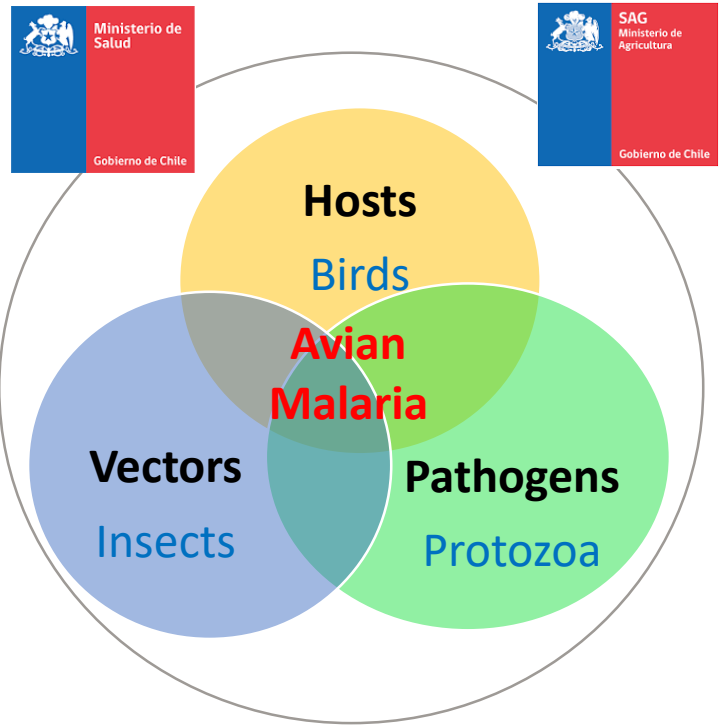 Ministerio de
Salud
Gobierno de Chile
SAG
Ministerio de
Agricultura
Gobierno de Chile
Hosts
Birds
Avian
Malaria
Vectors
Insects
Pathogens
Protozoa